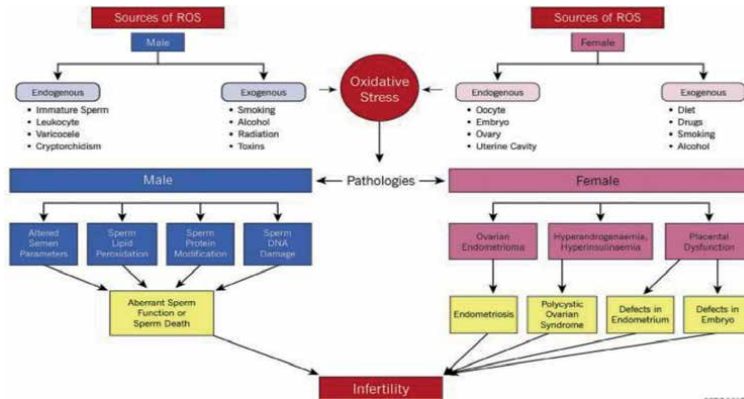 Sources of ROS
Male
Endogenous
• Immature Sperm
• Leukocyte
• Varicocele
• Cryptorchidism
Exogenous
• Smoking
• Alcohol
• Radiation
• Toxins
Oxidative
Stress
Sources of ROS
Female
Endogenous
• Oocyte
• Embryo
• Ovary
• Uterine Cavity
Exogenous
• Diet
• Drugs
• Smoking
• Alcohol
Male
Pathologies
Female
Altered
Semen
Parameters
Sperm
Lipid
Peroxidation
Sperm
Protein
Modification
Sperm
DNA
Damage
Ovarian
Endometrioma
Hyperandrogenaemia,
Hyperinsulinaemia
Placental
Dysfunction
Aberrant Sperm
Function or
Sperm Death
Endometriosis
Polycystic
Ovarian
Syndrome
Defects in
Endometrium
Defects in
Embryo
Infertility